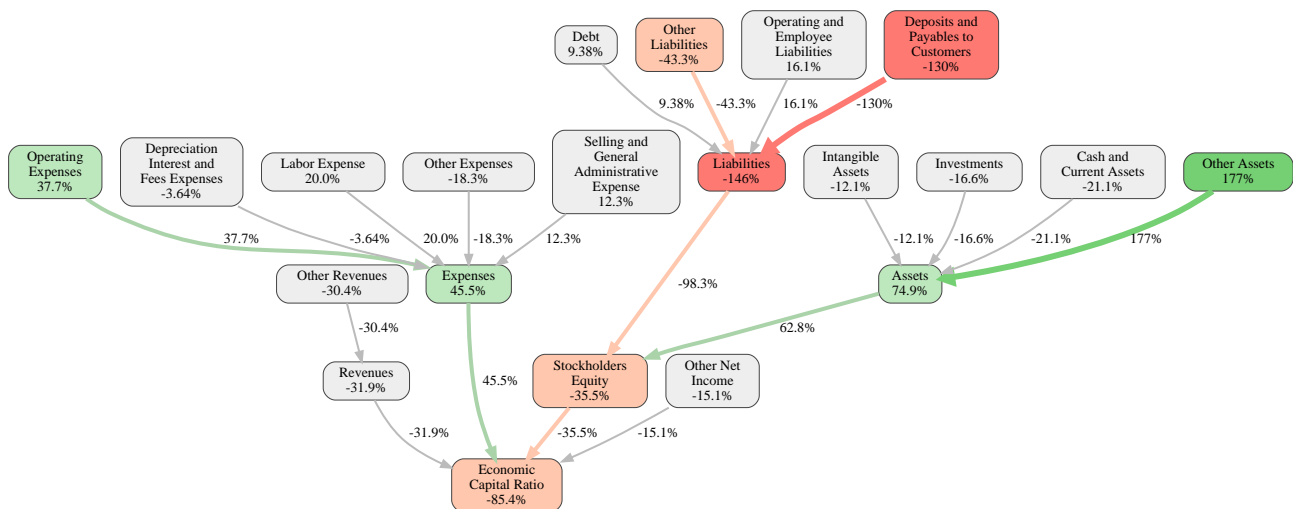 Debt
9.38%
Other
Liabilities
-43.3%
Operating and
Employee
Liabilities
16.1%
Deposits and
Payables to
Customers
-130%
9.38%
-43.3%
16.1%
-130%
Operating
Expenses
37.7%
Depreciation
Interest and
Fees Expenses
-3.64%
Labor Expense
20.0%
Other Expenses
-18.3%
Selling and
General
Administrative
Expense
12.3%
Liabilities
-146%
Intangible
Assets
-12.1%
Investments
-16.6%
Cash and
Current Assets
-21.1%
Other Assets
177%
37.7%
-3.64%
20.0%
-18.3%
12.3%
-12.1%
-16.6%
-21.1%
177%
Other Revenues
-30.4%
Expenses
45.5%
-98.3%
Assets
74.9%
-30.4%
62.8%
Revenues
-31.9%
45.5%
Stockholders
Equity
-35.5%
Other Net
Income
-15.1%
-31.9%
-35.5%
-15.1%
Economic
Capital Ratio
-85.4%